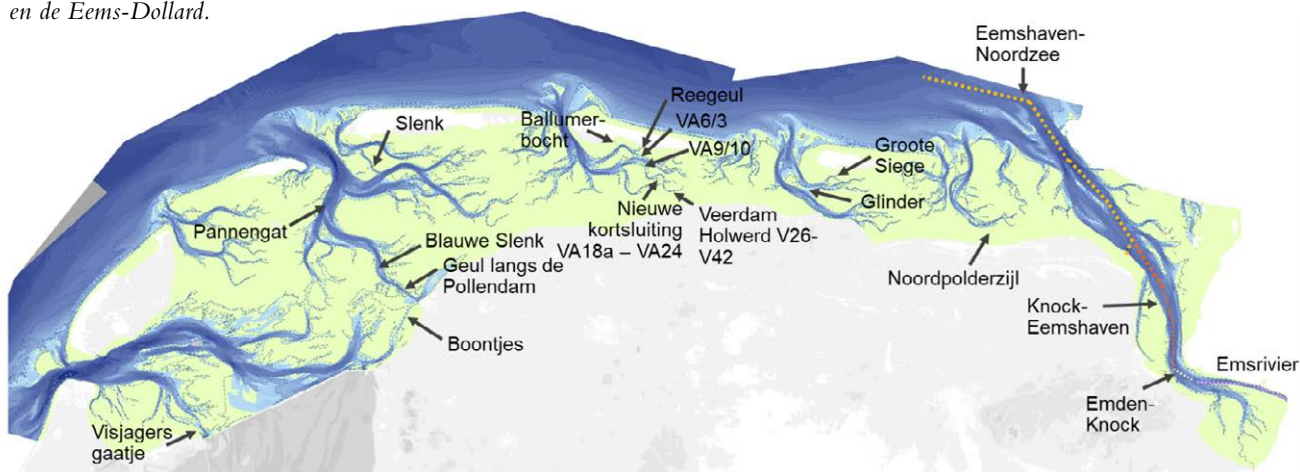 en de Eems-Dollard.
Eemshaven-
Noordzee
Reegeul
VA6/3
VA9/10
Ballumer-
bocht
Slenk
Groote
Siege
Glinder
Pannengat
Nieuwe
kortsluiting
VA18a – VA24
Veerdam
Holwerd V26-
V42
Blauwe Slenk
Geul langs de
Pollendam
Noordpolderzijl
Knock-
Eemshaven
Boontjes
Emsrivier
Emden-
Knock
Visjagers
gaatje